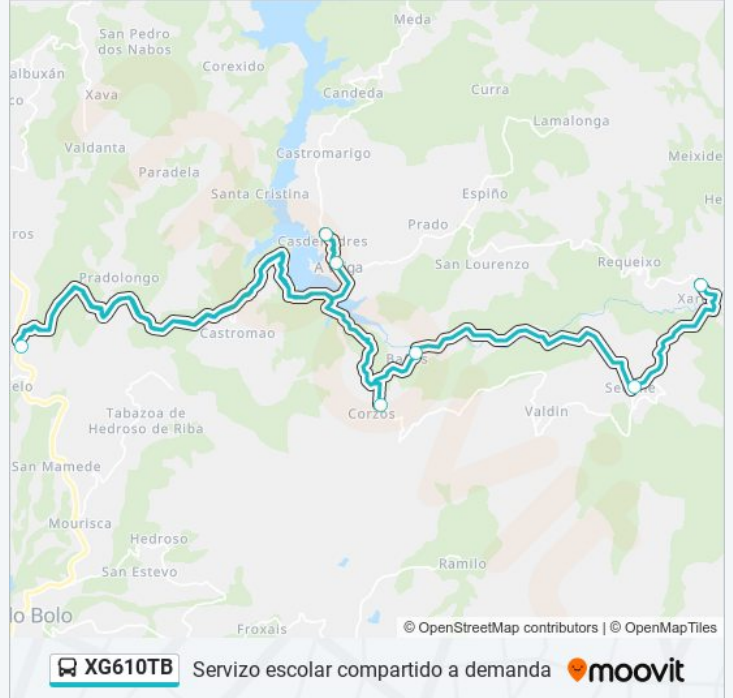 Meda
San Pedro
dos Nabos
Corexido
albuxán
Candeda
Curra
co
Xava
Lamalonga
Valdanta
Castromarigo
Meixide
Paradela
Santa Cristina
Espiño
He
Prado
ros
A
San Lourenzo
Requeixo
Pradolongo
Xar
Castromao
elo
Corzos
Valdin
Tabazoa de
Hedroso de Riba
San Mamede
Mourisca
Hedroso
San Estevo
Ramilo
lo Bolo
Froxais
© OpenStreetMap contributors | © OpenMapTiles
XG610TB Servizo escolar compartido a demanda moovit